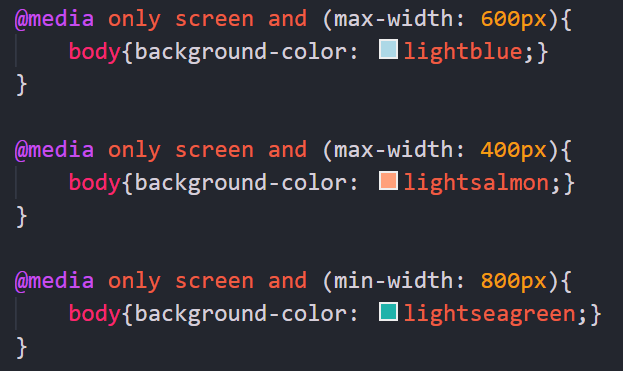 @media only screen and (max-width: 600px){
    body{background-color: lightblue;}
}

@media only screen and (max-width: 400px){
    body{background-color: lightsalmon;}
}

@media only screen and (min-width: 800px){
    body{background-color: lightseagreen;}
}